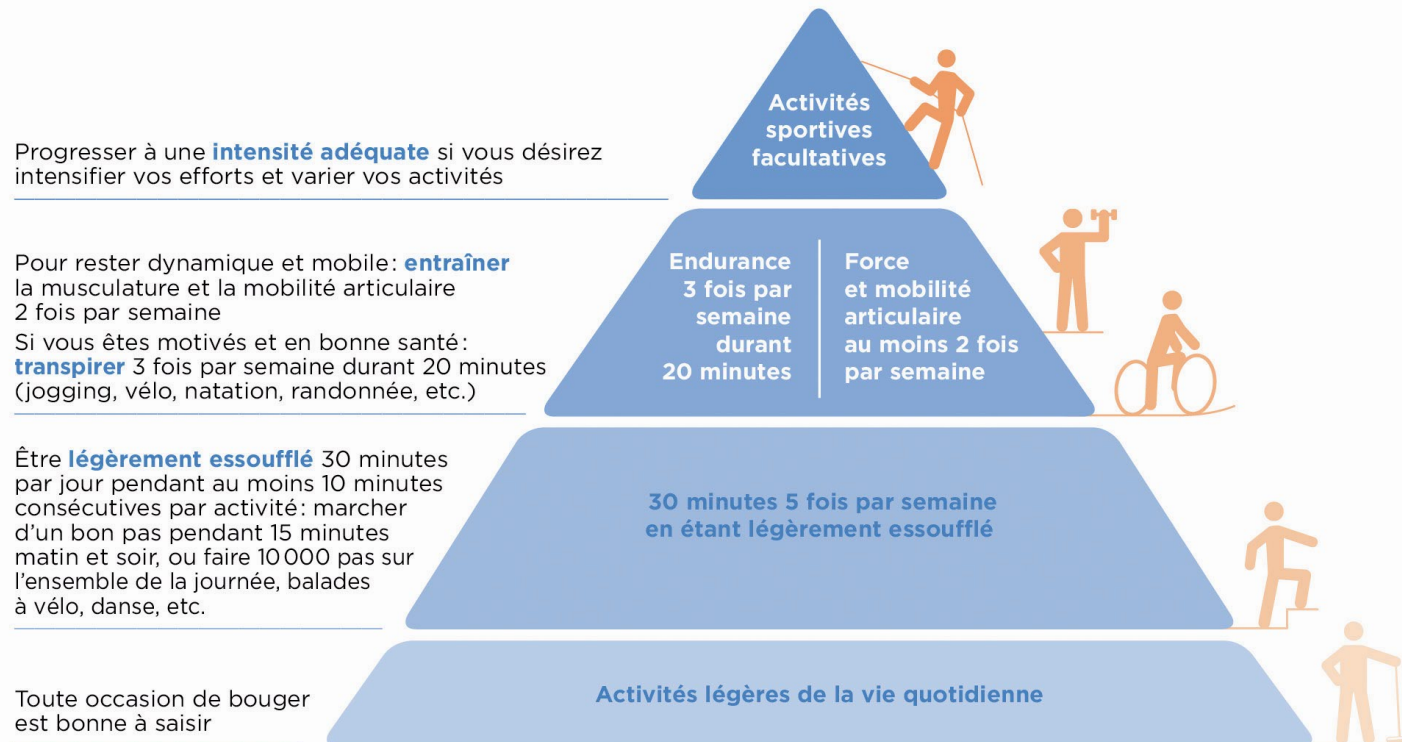 Activités
sportives
facultatives
Progresser à une intensité adéquate si vous désirez
intensifier vos efforts et varier vos activités
Pour rester dynamique et mobile: entraîner
la musculature et la mobilité articulaire
2 fois par semaine
Si vous êtes motivés et en bonne santé:
transpirer 3 fois par semaine durant 20 minutes
(jogging, vélo, natation, randonnée, etc.)
Endurance
3 fois par
semaine
durant
20 minutes
Force
et mobilité
articulaire
au moins 2 fois
par semaine
Être légèrement essoufflé 30 minutes
par jour pendant au moins 10 minutes
consécutives par activité: marcher
d'un bon pas pendant 15 minutes
matin et soir, ou faire 10 000 pas sur
l'ensemble de la journée, balades
à vélo, danse, etc.
30 minutes 5 fois par semaine
en étant légèrement essoufflé
Toute occasion de bouger
est bonne à saisir
Activités légères de la vie quotidienne